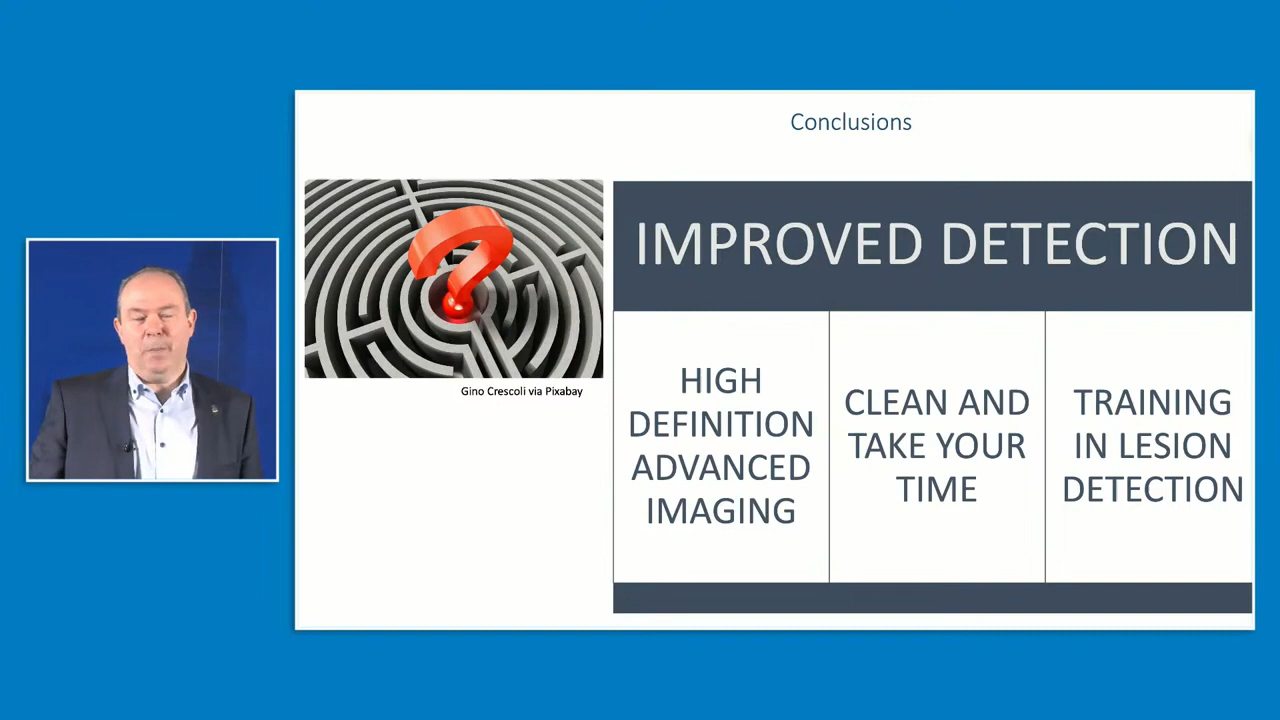 Conclusions
Gino Crescoli via Pixabay
IMPROVED DETECTION
HIGH
DEFINITION
ADVANCED
IMAGING
CLEAN AND
TAKE YOUR
TIME
TRAINING
IN LESION
DETECTION